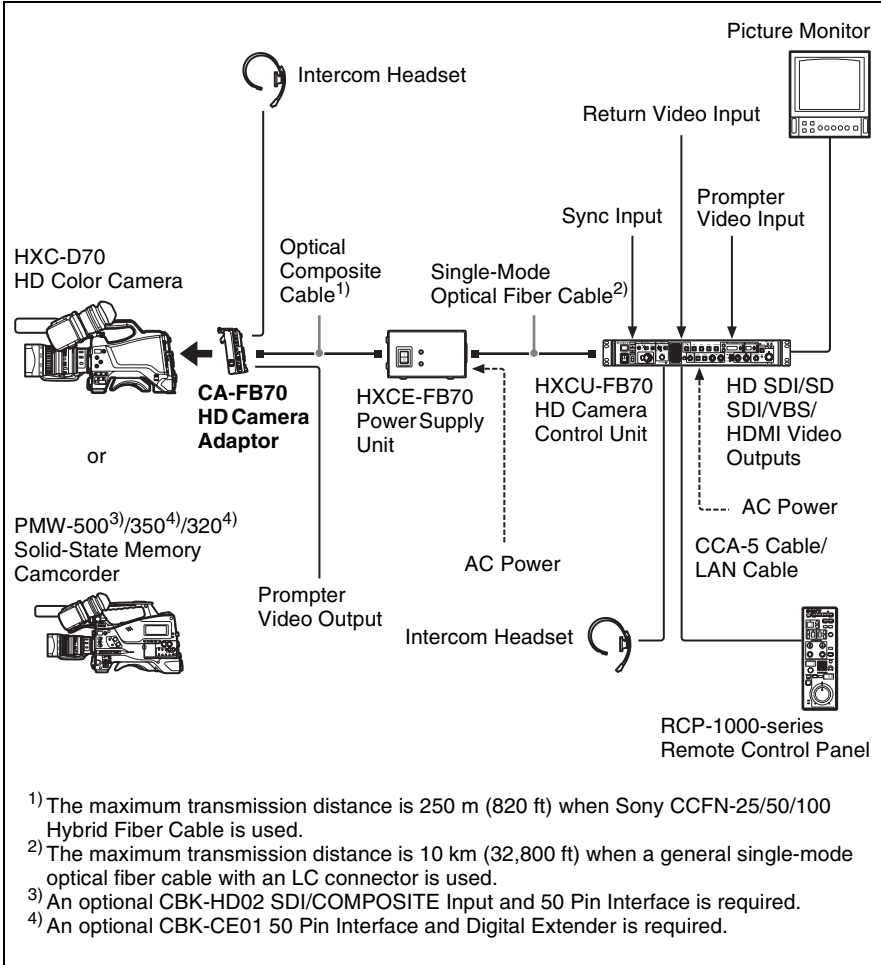 Picture Monitor
Intercom Headset
Return Video Input
Prompter
Video Input
Sync Input
HXC-D70
HD Color Camera
Optical
Composite
Cable1)
Single-Mode
Optical Fiber Cable2)
CA-FB70
HD Camera
Adaptor
HXCE-FB70
Power Supply
Unit
HXCU-FB70
HD Camera
Control Unit
HD SDI/SD
SDI/VBS/
HDMI Video
Outputs
or
AC Power
PMW-5003)/3504)/3204)
Solid-State Memory
Camcorder
AC Power
CCA-5 Cable/
LAN Cable
Prompter
Video Output
Intercom Headset
RCP-1000-series
Remote Control Panel
1) The maximum transmission distance is 250 m (820 ft) when Sony CCFN-25/50/100
Hybrid Fiber Cable is used.
2) The maximum transmission distance is 10 km (32,800 ft) when a general single-mode
optical fiber cable with an LC connector is used.
3) An optional CBK-HD02 SDI/COMPOSITE Input and 50 Pin Interface is required.
4) An optional CBK-CE01 50 Pin Interface and Digital Extender is required.